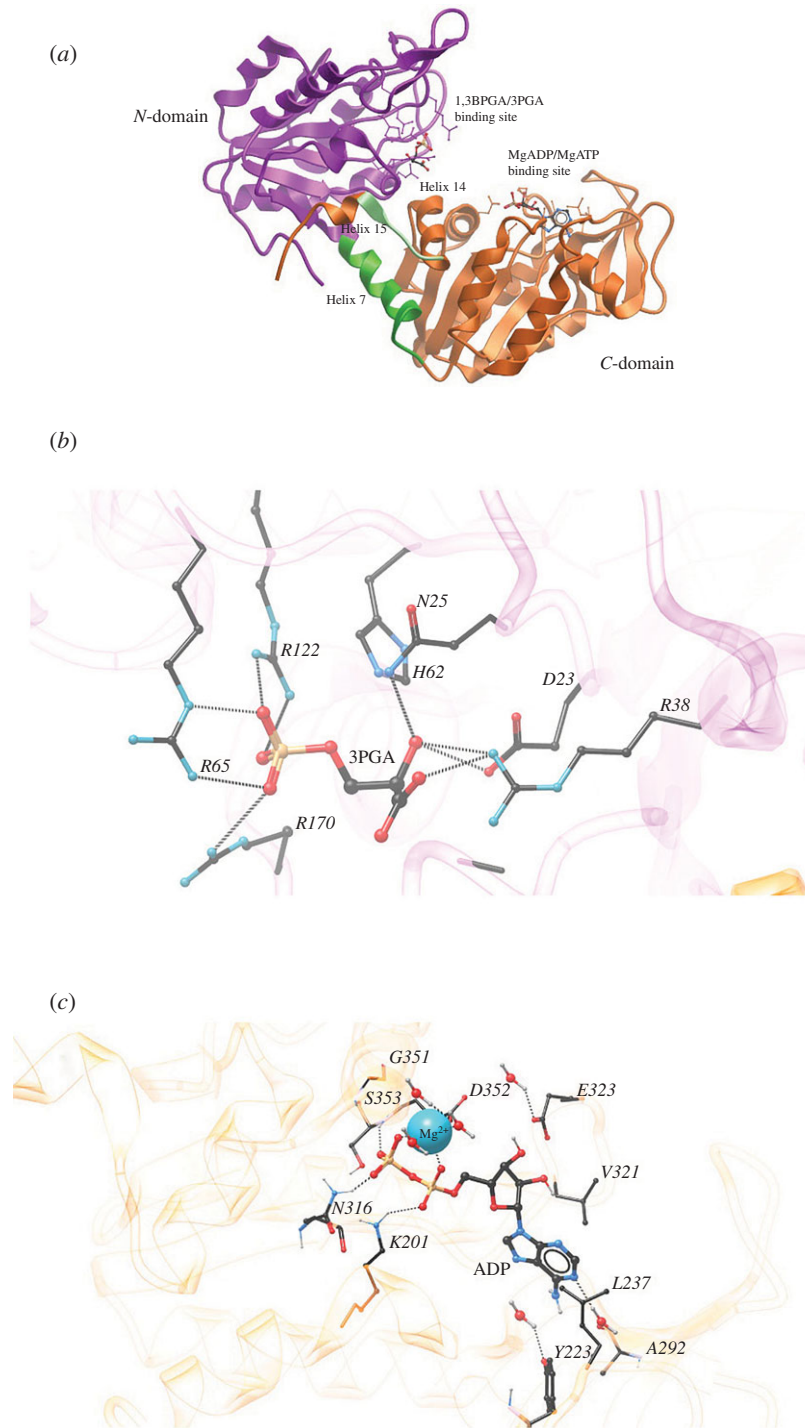 (a)
N-domain
1,3BPGA/3PGA
binding site
MgADP/MgATP
binding site
Helix 14
Helix 15
Helix 7
C-domain
(b)
N25
R122
H62
D23
R38
3PGA
R65
R170
(c)
G351
D352
E323
S353
Mg2+
V321
N316
K201
ADP
L237
Y223
A292